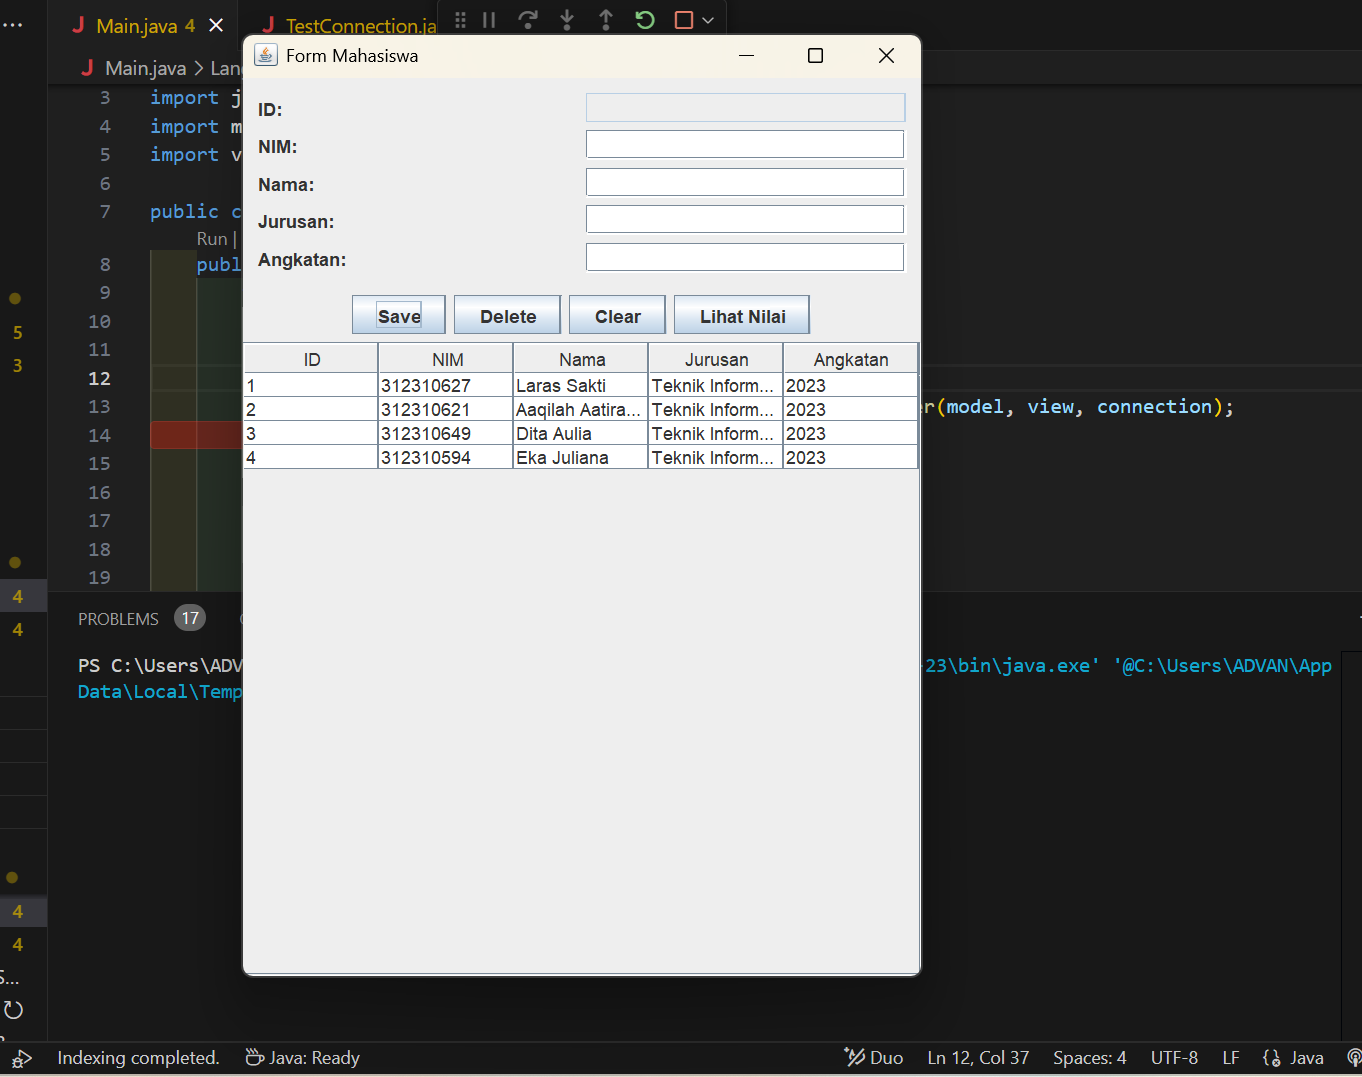 Main.java 4
TestConnection.ja
Main.java > Lang
Form Mahasiswa
ID:
NIM:
Nama:
Jurusan:
Angkatan:
Save Delete Clear Lihat Nilai
ID NIM Nama Jurusan Angkatan
1 312310627 Laras Sakti Teknik Inform... 2023
2 312310621 Aaqilah Aatira... Teknik Inform... 2023
3 312310649 Dita Aulia Teknik Inform... 2023
4 312310594 Eka Juliana Teknik Inform... 2023
3 import j
4 import m
5 import v
6
7 public c
Run |
8 publ
9
10
11
12
13 er(model, view, connection);
14
15
16
17
18
19
5
3
4
4
4
4
S...
PROBLEMS 17
PS C:\Users\ADV 23\bin\java.exe' '@C:\Users\ADVAN\App
Data\Local\Temp
Indexing completed. Java: Ready Duo Ln 12, Col 37 Spaces: 4 UTF-8 LF Java